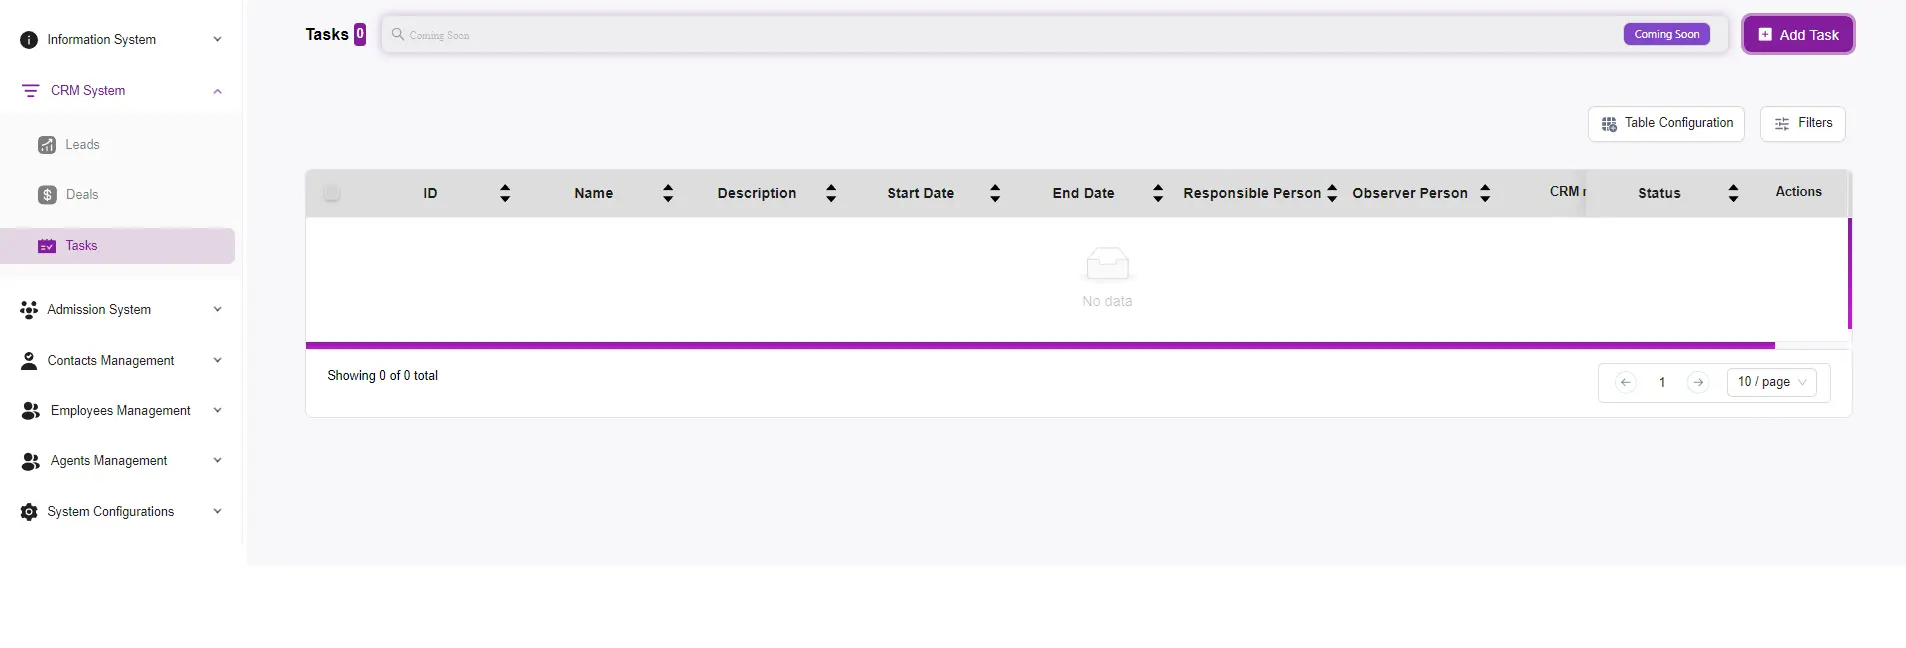 Information System
CRM System
Leads
Deals
Tasks
Admission System
Contacts Management
Employees Management
Agents Management
System Configurations
Tasks 0
Coming Soon
Coming Soon
Add Task
Table Configuration
Filters
ID
Name
Description
Start Date
End Date
Responsible Person
Observer Person
CRM
Status
Actions
No data
Showing 0 of 0 total
1
10 / page